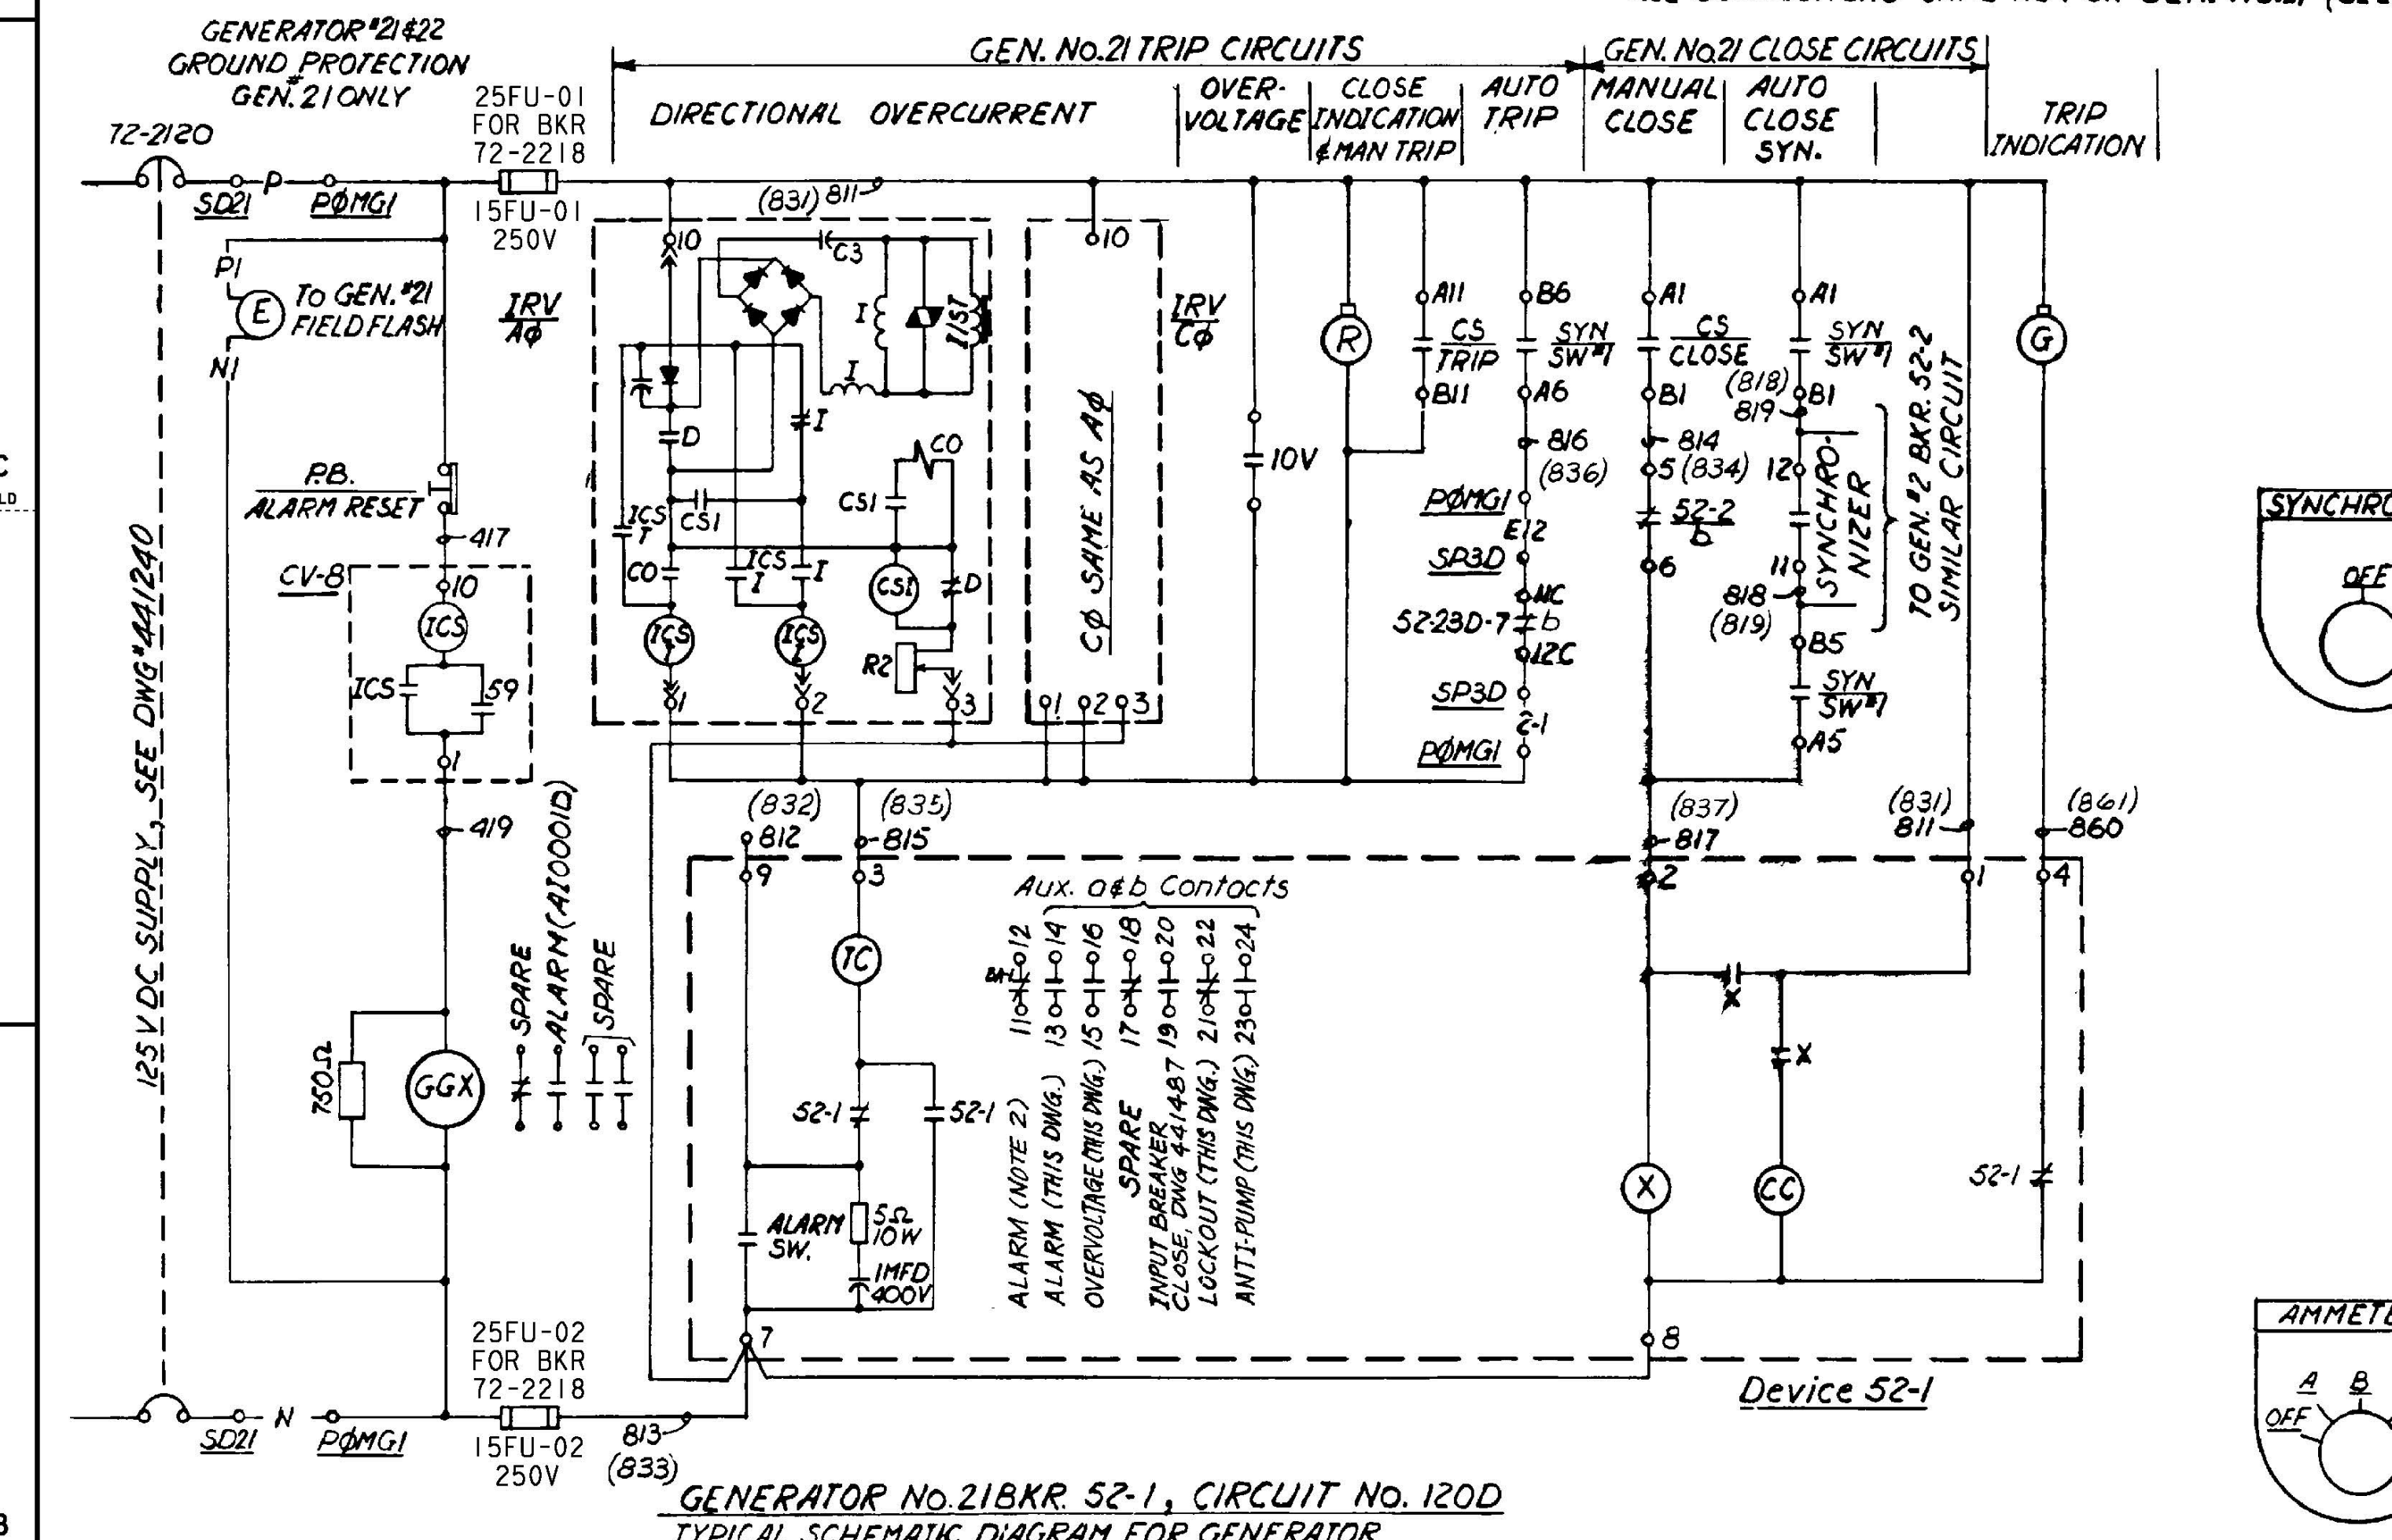 GENERATOR #21 & 22
GROUND PROTECTION
GEN. #21 ONLY
72-2120
SD21
P
PØMG1
25FU-01
FOR BKR
72-2218
15FU-01
250V
GEN. No. 21 TRIP CIRCUITS
GEN. No. 21 CLOSE CIRCUITS
DIRECTIONAL OVERCURRENT
OVER-
VOLTAGE
CLOSE
INDICATION
& MAN TRIP
AUTO
TRIP
MANUAL
CLOSE
AUTO
CLOSE
SYN.
TRIP
INDICATION
(831) 811
P1
E
N1
TO GEN. #21
FIELD FLASH
IRV
AØ
10
C3
I
I
IIST
D
I
CO
CS1
CS1
ICS
T
CO
ICS
I
I
CS1
D
ICS
T
ICS
I
R2
1
2
3
10
IRV
CØ
CØ SAME AS AØ
1
2
3
10V
R
A11
CS
TRIP
B11
B6
SYN
SW #1
A6
816
(836)
PØMG1
E12
SP3D
11C
52-23D-7
b
12C
SP3D
2-1
PØMG1
A1
CS
CLOSE
B1
814
5 (834)
52-2
b
6
A1
SYN
SW #1
(818)
819
B1
12
SYNCHRO-
NIZER
11
818
(819)
B5
SYN
SW #1
A5
TO GEN. #2 BKR. 52-2
SIMILAR CIRCUIT
G
SYNCHRO
OFF
P.B.
ALARM RESET
417
CV-8
10
ICS
ICS
59
1
419
125 V DC SUPPLY, SEE DWG #441240
750Ω
GGX
SPARE
ALARM (A10001D)
SPARE
(832)
812
(835)
815
9
3
TC
52-1
52-1
ALARM
SW.
5Ω
10W
1MFD
400V
7
Aux. a & b Contacts
11 12 ALARM (NOTE 2)
13 14 ALARM (THIS DWG.)
15 16 OVERVOLTAGE (THIS DWG.)
17 18 SPARE
19 20 INPUT BREAKER
CLOSE, DWG 441487
21 22 LOCKOUT (THIS DWG.)
23 24 ANTI-PUMP (THIS DWG.)
(837)
817
2
(831)
811
1
(861)
860
4
X
X
X
CC
52-1
8
Device 52-1
SD21
N
PØMG1
25FU-02
FOR BKR
72-2218
15FU-02
250V
813
(833)
AMMETE
A
B
OFF
GENERATOR No. 21 BKR. 52-1, CIRCUIT No. 120D
TYPICAL SCHEMATIC DIAGRAM FOR GENERATOR